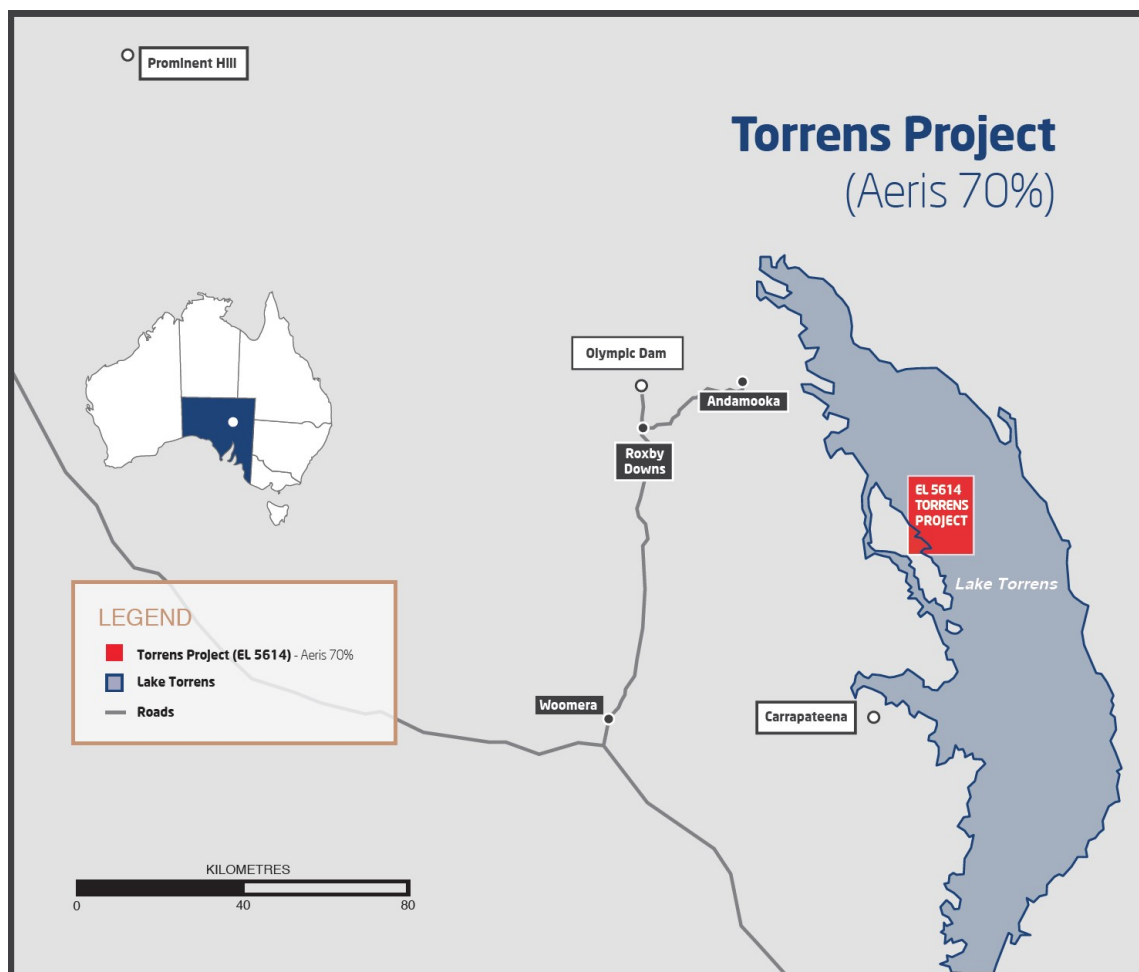 Prominent Hill
Torrens Project
(Aeris 70%)
Olympic Dam
Andamooka
Roxby
Downs
EL 5614
TORRENS
PROJECT
Lake Torrens
LEGEND
Torrens Project (EL 5614) - Aeris 70%
Lake Torrens
Roads
Woomera
Carrapateena
KILOMETRES
0 40 80